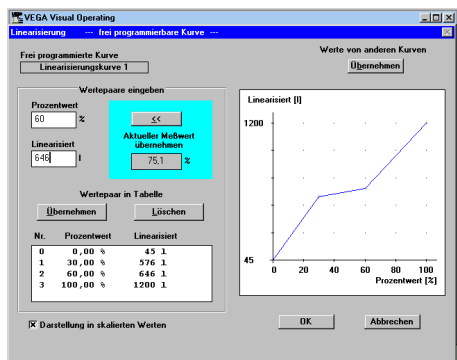 VEGA Visual Operating
Linearisierung --- frei programmierbare Kurve ---
Frei programmierte Kurve
Linearisierungskurve 1
Werte von anderen Kurven
Übernehmen
Wertepaare eingeben
Prozentwert
60 %
Linearisiert
646 l
<<
Aktueller Meßwert
übernehmen
75,1 %
Wertepaar in Tabelle
Übernehmen Löschen
Nr. Prozentwert Linearisiert
0 0,00 % 45 l
1 30,00 % 576 l
2 60,00 % 646 l
3 100,00 % 1200 l
Darstellung in skalierten Werten
Linearisiert [l]
1200
45
0 20 40 60 80 100
Prozentwert [%]
OK Abbrechen